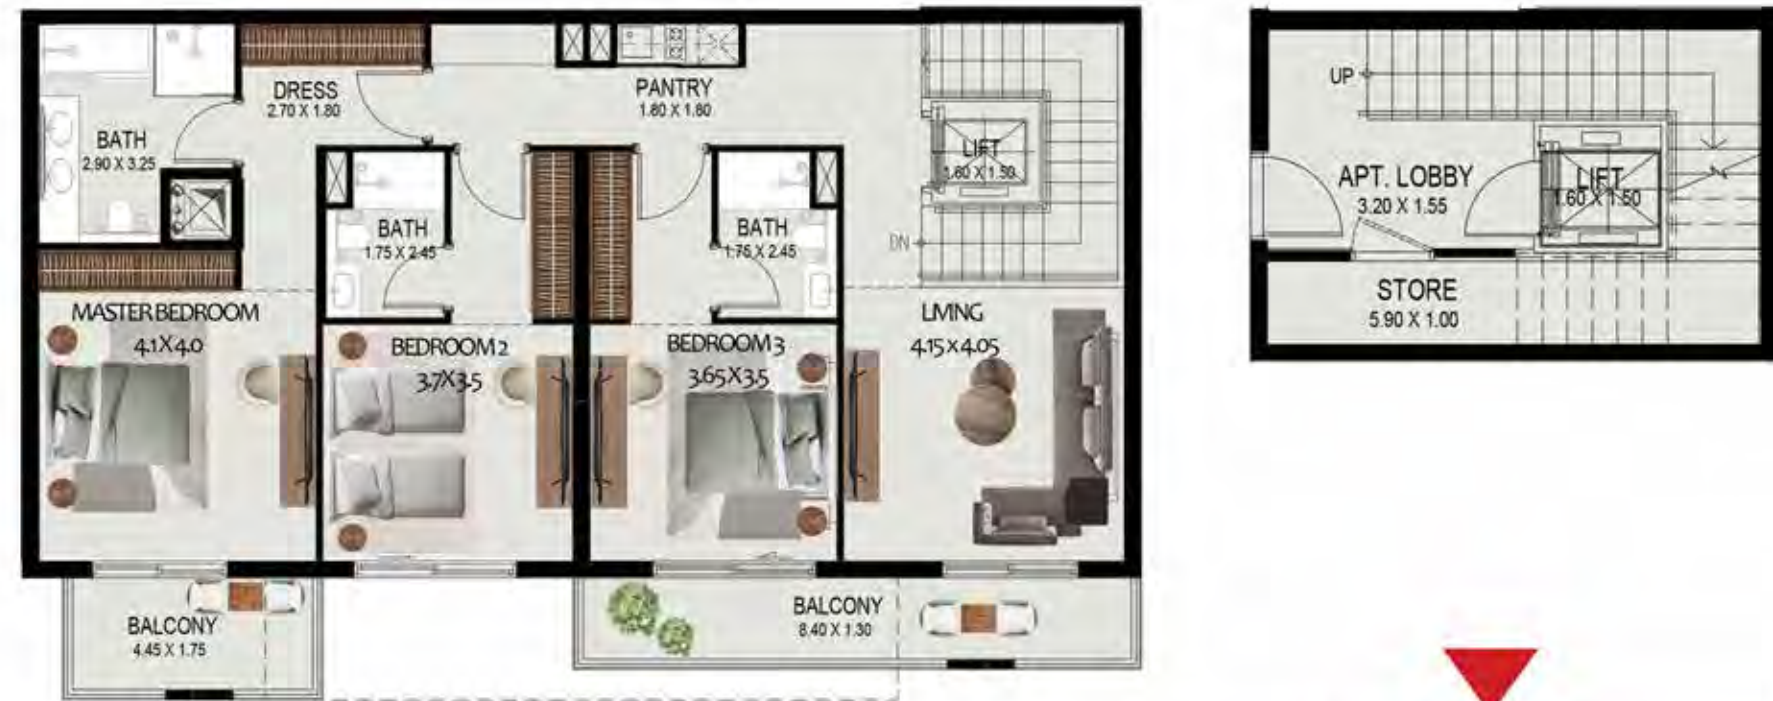 DRESS
2.70 X 1.80
PANTRY
1.80 X 1.80
BATH
2.90 X 3.25
LIFT
1.60 X 1.50
BATH
1.75 X 2.45
BATH
1.75 X 2.45
DN
MASTER BEDROOM
4.1X4.0
BEDROOM 2
3.7X3.5
BEDROOM 3
3.65X3.5
LIVING
4.15 X 4.05
BALCONY
4.45 X 1.75
BALCONY
8.40 X 1.30
UP
APT. LOBBY
3.20 X 1.55
LIFT
1.60 X 1.50
STORE
5.90 X 1.00